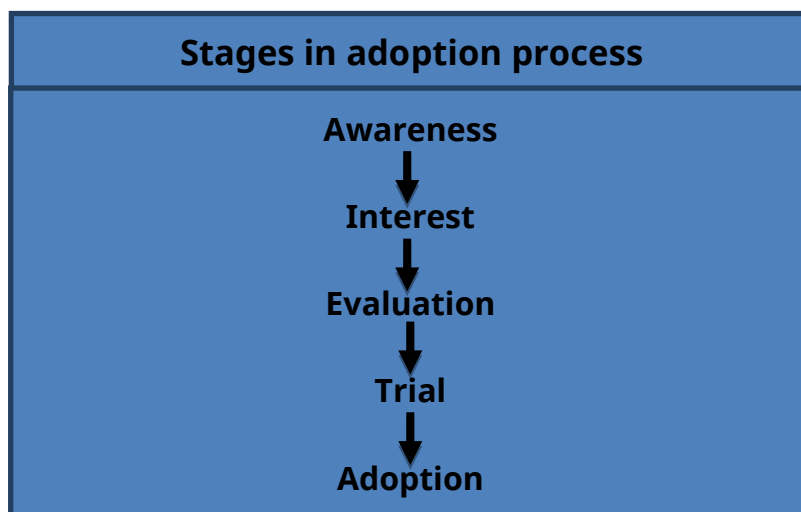 Stages in adoption process
Awareness
Interest
Evaluation
Trial
Adoption